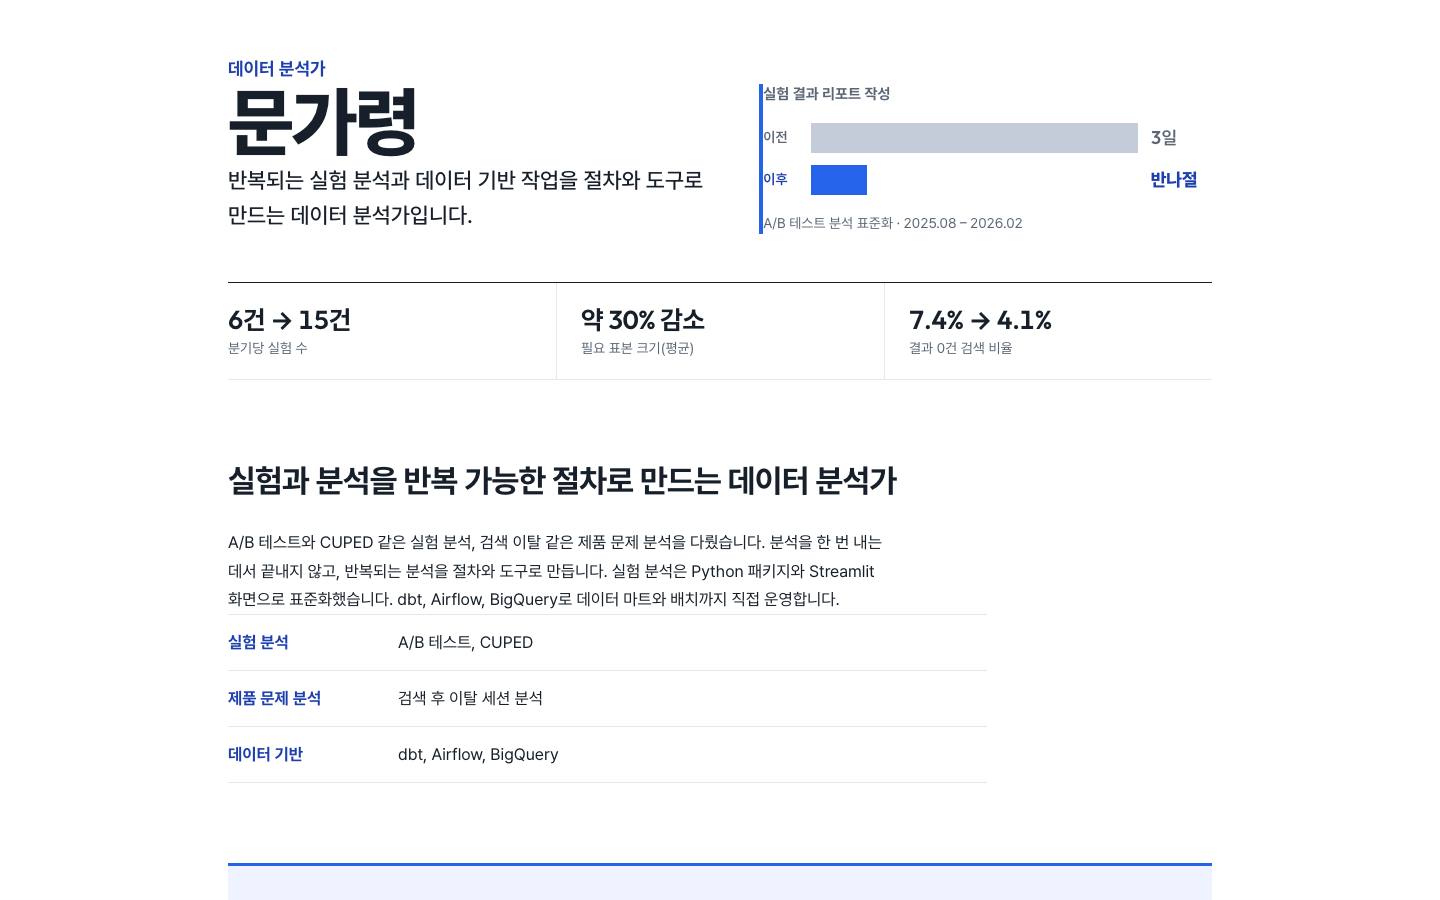 데이터 분석가
문가령
반복되는 실험 분석과 데이터 기반 작업을 절차와 도구로
만드는 데이터 분석가입니다.
실험 결과 리포트 작성
이전 3일
이후 반나절
A/B 테스트 분석 표준화 · 2025.08 – 2026.02
6건 → 15건
분기당 실험 수
약 30% 감소
필요 표본 크기(평균)
7.4% → 4.1%
결과 0건 검색 비율
실험과 분석을 반복 가능한 절차로 만드는 데이터 분석가
A/B 테스트와 CUPED 같은 실험 분석, 검색 이탈 같은 제품 문제 분석을 다뤘습니다. 분석을 한 번 내는
데서 끝내지 않고, 반복되는 분석을 절차와 도구로 만듭니다. 실험 분석은 Python 패키지와 Streamlit
화면으로 표준화했습니다. dbt, Airflow, BigQuery로 데이터 마트와 배치까지 직접 운영합니다.
실험 분석 A/B 테스트, CUPED
제품 문제 분석 검색 후 이탈 세션 분석
데이터 기반 dbt, Airflow, BigQuery